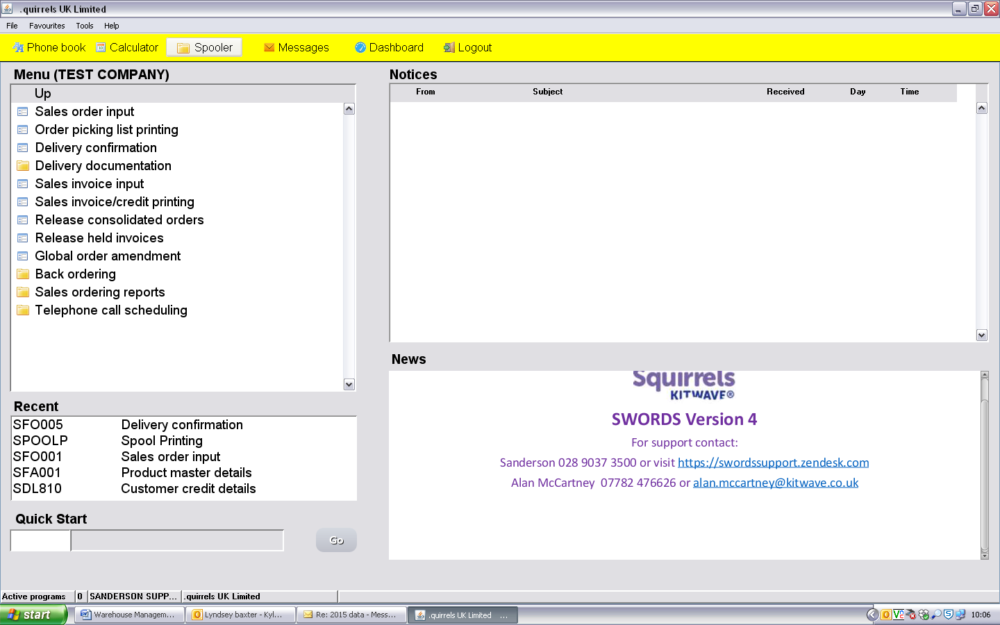 .quirrels UK Limited
File Favourites Tools Help
Phone book Calculator Spooler Messages Dashboard Logout
Menu (TEST COMPANY)
Up
Sales order input
Order picking list printing
Delivery confirmation
Delivery documentation
Sales invoice input
Sales invoice/credit printing
Release consolidated orders
Release held invoices
Global order amendment
Back ordering
Sales ordering reports
Telephone call scheduling
Recent
SFO005 Delivery confirmation
SPOOLP Spool Printing
SFO001 Sales order input
SFA001 Product master details
SDL810 Customer credit details
Quick Start
Go
Notices
From Subject Received Day Time
News
Squirrels
KITWAVE®
SWORDS Version 4
For support contact:
Sanderson 028 9037 3500 or visit https://swordssupport.zendesk.com
Alan McCartney 07782 476626 or alan.mccartney@kitwave.co.uk
Active programs 0 SANDERSON SUPP... .quirrels UK Limited
start Warehouse Managem... Lyndsey baxter - Kyl... Re: 2015 data - Mess... .quirrels UK Limited ... 10:06